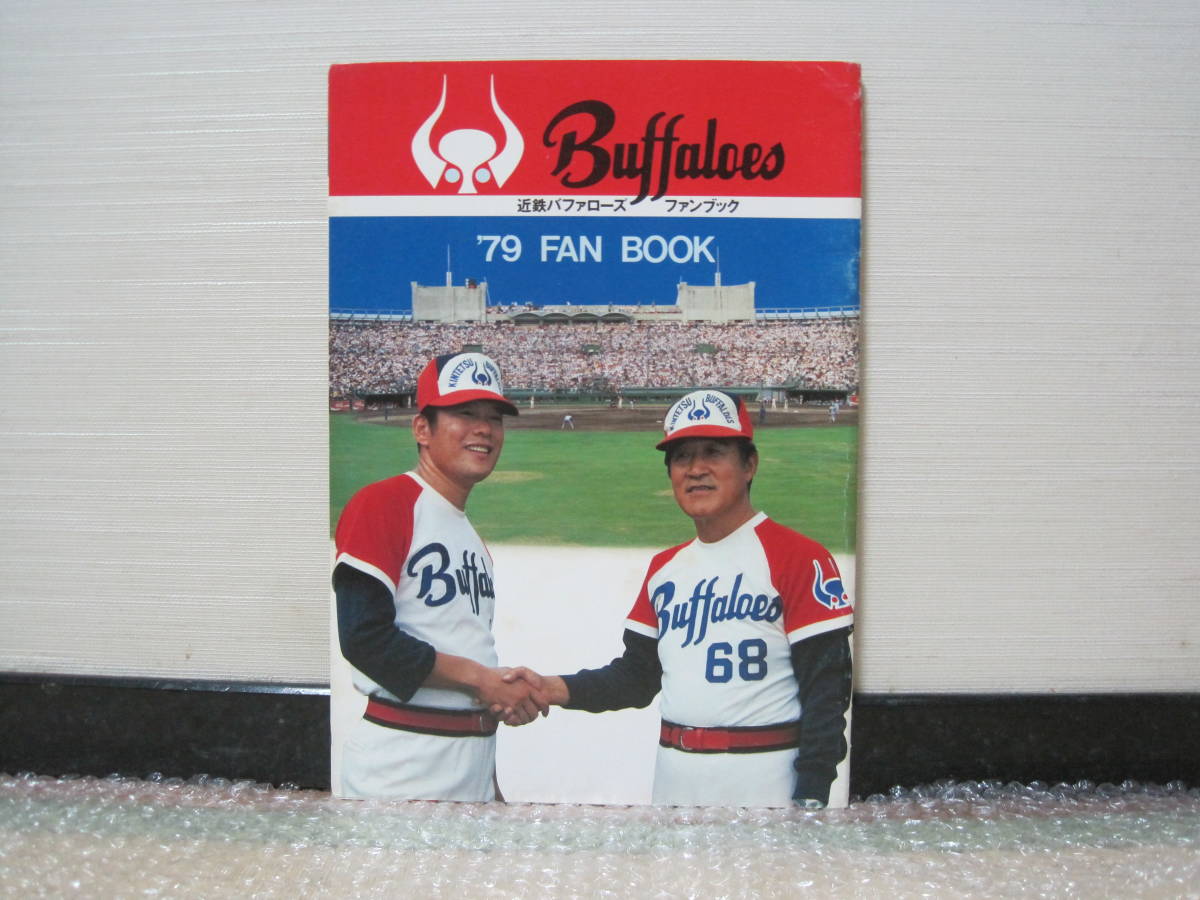 Buffaloes
近鉄バファローズ ファンブック
'79 FAN BOOK
KINTETSU BUFFALOES
KINTETSU BUFFALOES
Buffaloes
Buffaloes
68